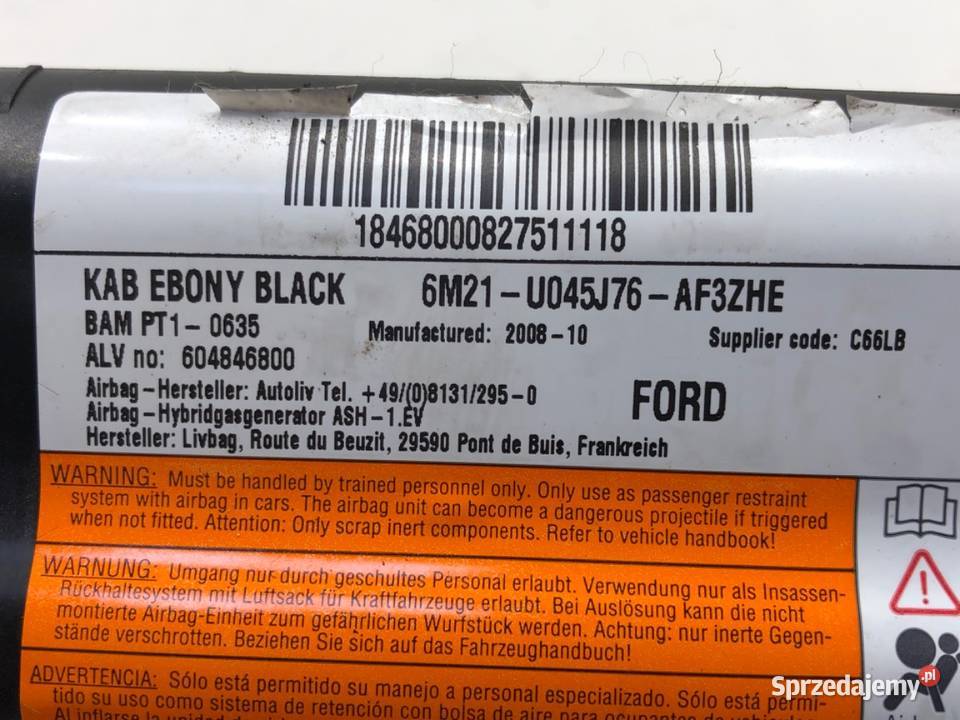 18468000827511118
KAB EBONY BLACK 6M21-U045J76-AF3ZHE
BAM PT1-0635 Manufactured: 2008-10 Supplier code: C66LB
ALV no: 604846800
Airbag-Hersteller: Autoliv Tel. +49/(0)8131/295-0 FORD
Airbag-Hybridgasgenerator ASH-1.EV
Hersteller: Livbag, Route du Beuzit, 29590 Pont de Buis, Frankreich
WARNING: Must be handled by trained personnel only. Only use as passenger restraint
system with airbag in cars. The airbag unit can become a dangerous projectile if triggered
when not fitted. Attention: Only scrap inert components. Refer to vehicle handbook!
WARNUNG: Umgang nur durch geschultes Personal erlaubt. Verwendung nur als Insassen-
Rückhaltesystem mit Luftsack für Kraftfahrzeuge erlaubt. Bei Auslösung kann die nicht
montierte Airbag-Einheit zum gefährlichen Wurfstück werden. Achtung: nur inerte Gegen-
stände verschrotten. Beziehen Sie sich auf das Fahrzeughandbuch!
ADVERTENCIA: Sólo está permitido su manejo a personal especializado. Sólo está permi-
tido su uso como sistema de retención con bolsa de aire para ocupantes de
Al inflarse la unidad de
Sprzedajemy.pl